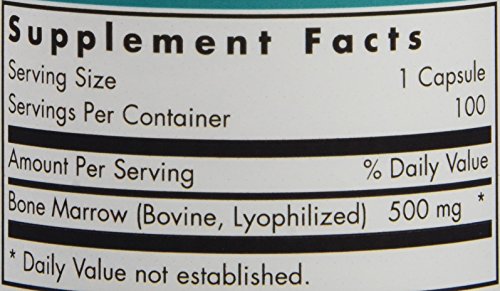 Supplement Facts
Serving Size 1 Capsule
Servings Per Container 100
Amount Per Serving % Daily Value
Bone Marrow (Bovine, Lyophilized) 500 mg *
* Daily Value not established.